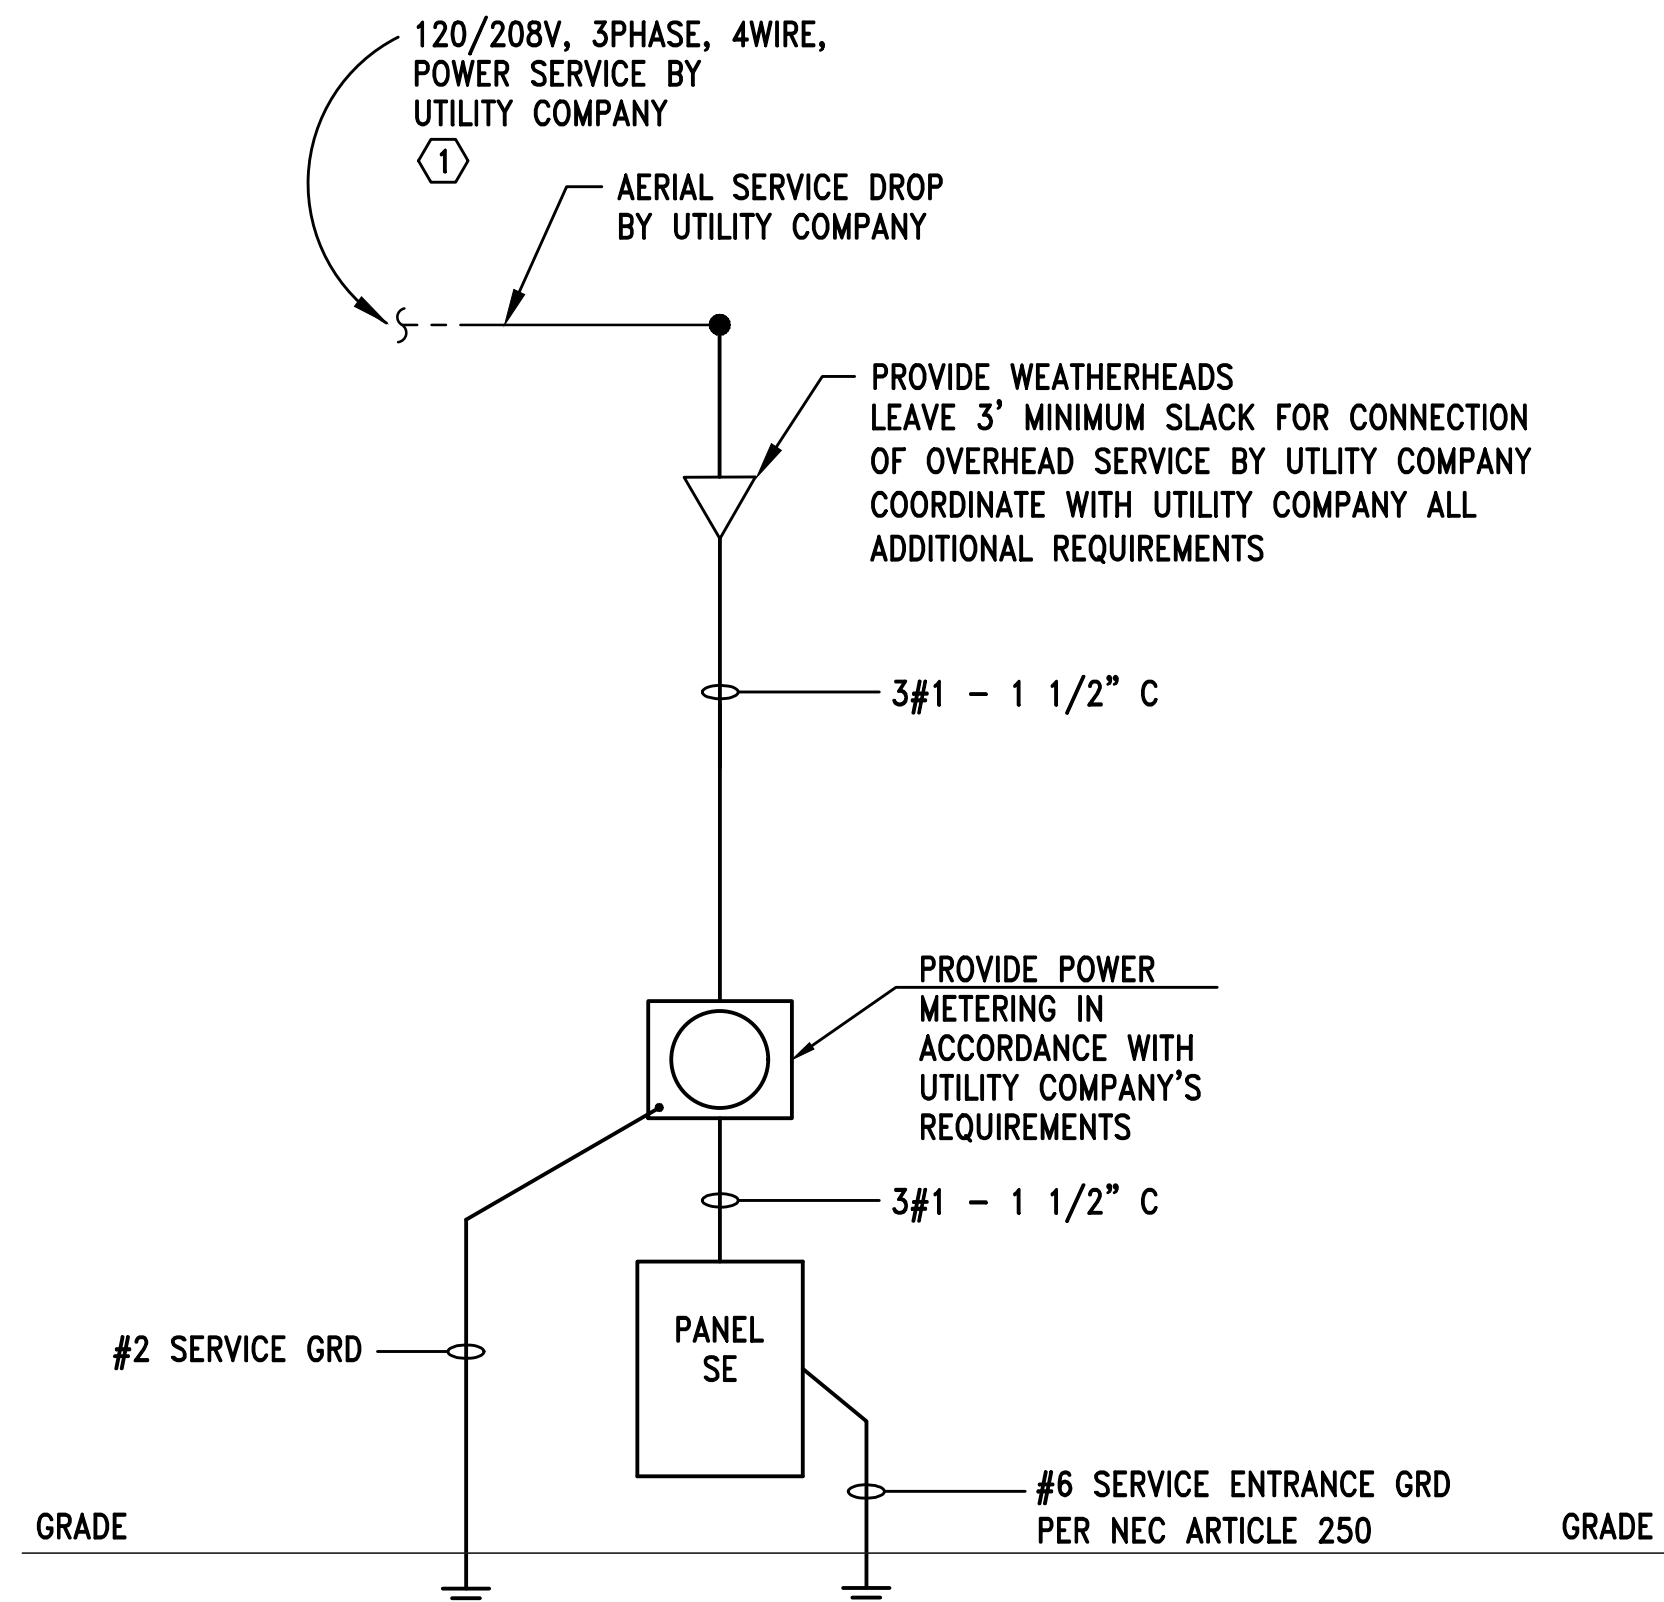 120/208V, 3PHASE, 4WIRE,
POWER SERVICE BY
UTILITY COMPANY
1
AERIAL SERVICE DROP
BY UTILITY COMPANY
PROVIDE WEATHERHEADS
LEAVE 3' MINIMUM SLACK FOR CONNECTION
OF OVERHEAD SERVICE BY UTLITY COMPANY
COORDINATE WITH UTILITY COMPANY ALL
ADDITIONAL REQUIREMENTS
3#1 - 1 1/2" C
PROVIDE POWER
METERING IN
ACCORDANCE WITH
UTILITY COMPANY'S
REQUIREMENTS
3#1 - 1 1/2" C
PANEL
SE
#2 SERVICE GRD
#6 SERVICE ENTRANCE GRD
PER NEC ARTICLE 250
GRADE
GRADE